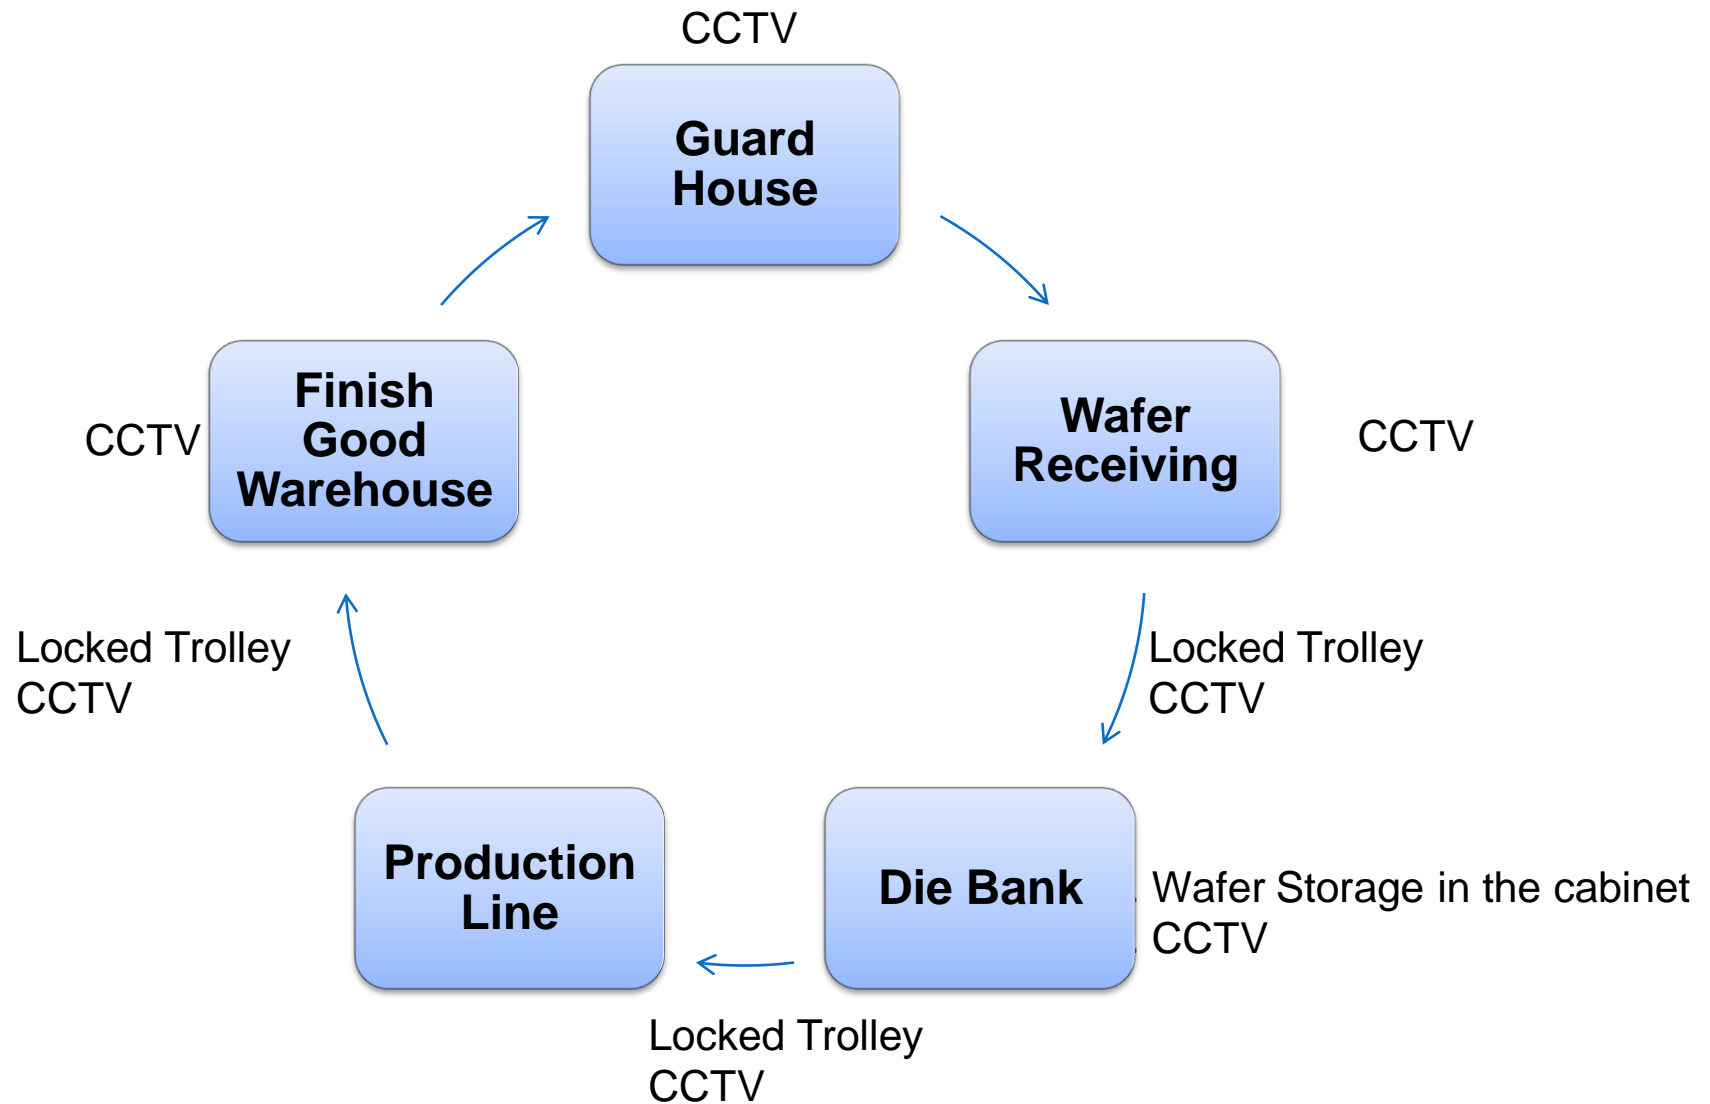 CCTV
Guard
House
Finish
Good
Warehouse
CCTV
Wafer
Receiving
CCTV
Locked Trolley
CCTV
Locked Trolley
CCTV
Production
Line
Die Bank
. Wafer Storage in the cabinet
. CCTV
Locked Trolley
CCTV